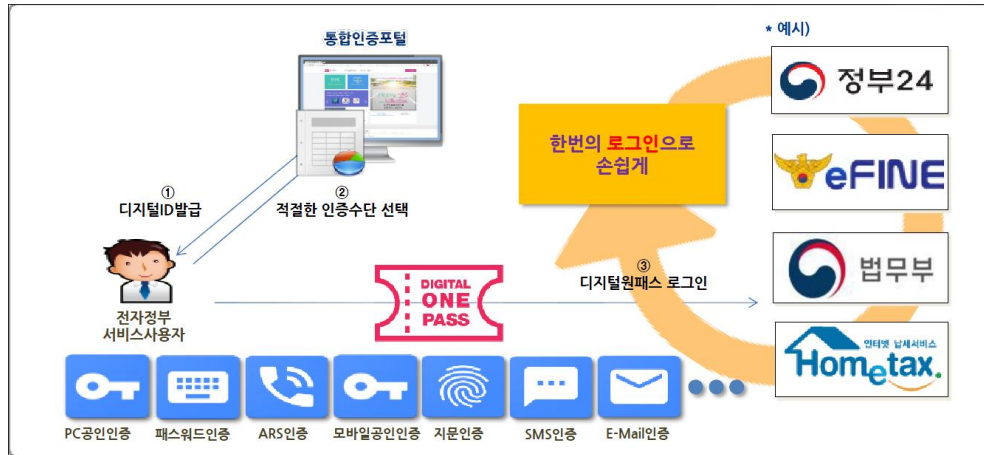 통합인증포털
* 예시)
정부24
한번의 로그인으로
손쉽게
eFINE
①
디지털ID발급
②
적절한 인증수단 선택
법무부
③
디지털원패스 로그인
DIGITAL
ONE
PASS
전자정부
서비스사용자
인터넷 납세서비스
Hometax.
PC공인인증
패스워드인증
ARS인증
모바일공인인증
지문인증
SMS인증
E-Mail인증